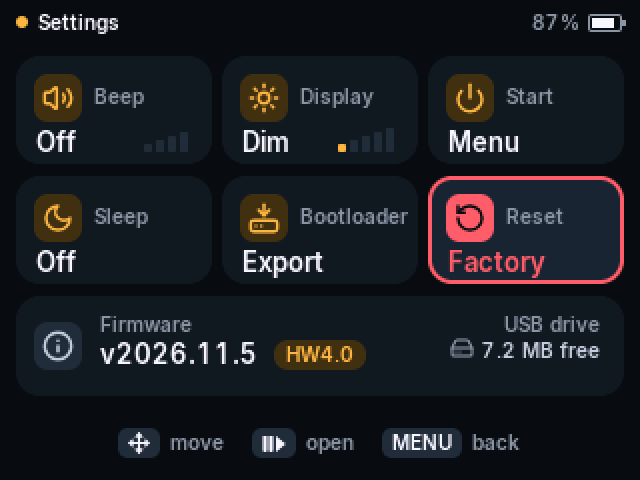 Settings
87%
Beep
Off
Display
Dim
Start
Menu
Sleep
Off
Bootloader
Export
Reset
Factory
Firmware
v2026.11.5 HW4.0
USB drive
7.2 MB free
move open MENU back